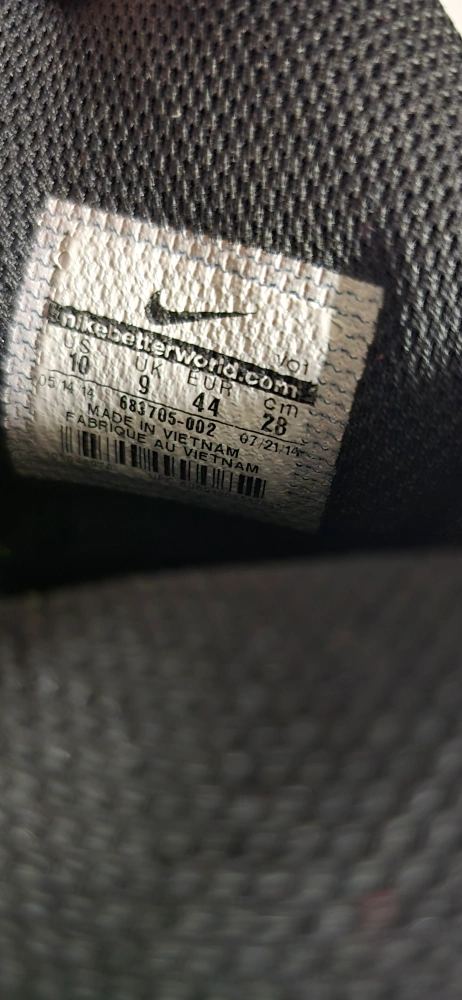 nikebetterworld.com
VO1
US UK EUR cm
10 9 44 28
05/14/14 683705-002 07/21/14
MADE IN VIETNAM
FABRIQUE AU VIETNAM